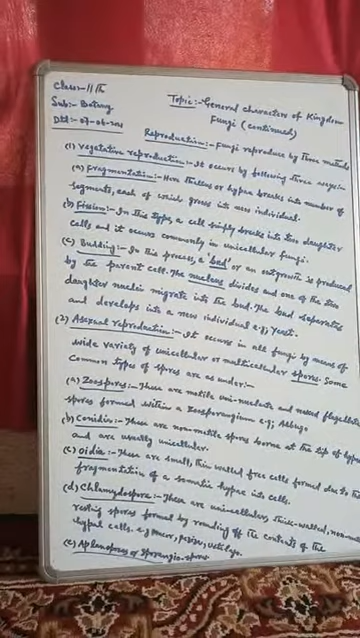 Class:- 11th
Sub:- Botany
Dtd:- 07-06-2021
Topic:- General characters of Kingdom
Fungi (continued)
Reproduction:- Fungi reproduce by three methods
(1) Vegetative reproduction:- It occurs by following three ways:-
(a) Fragmentation:- Here thallus or hypha breaks into number of
segments, each of which grows into new individual.
(b) Fission:- In this type, a cell simply breaks into two daughter
cells and it occurs commonly in unicellular fungi.
(c) Budding:- In this process, a 'bud' or an outgrowth is produced
by the parent cell. The nucleus divides and one of the two
daughter nuclei migrate into the bud. The bud separates
and develops into a new individual e.g; yeast.
(2) Asexual reproduction:- It occurs in all fungi by means of
wide variety of unicellular or multicellular spores. Some
common types of spores are as under:-
(a) Zoospores:- These are motile uni-nucleate and naked flagellate
spores formed within a zoosporangium e.g; Albugo
(b) Conidia:- These are non-motile spores borne at the tip of hypha
and are usually unicellular.
(c) Oidia:- These are small, thin walled free cells formed due to
fragmentation of a somatic hyphae into cells.
(d) Chlamydospore:- These are unicellular, thick-walled, non-motile
resting spores formed by rounding off the contents of the
hyphal cells. e.g mucor,
(e) Aplanospores or sporangiospores